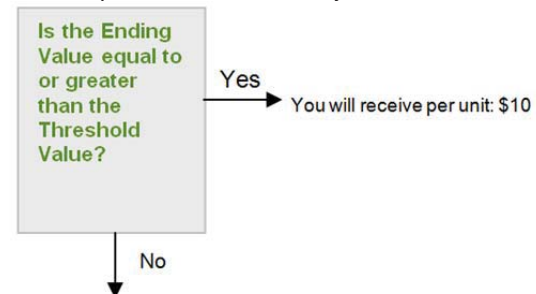 Is the Ending
Value equal to
or greater
than the
Threshold
Value?
Yes
You will receive per unit: $10
No